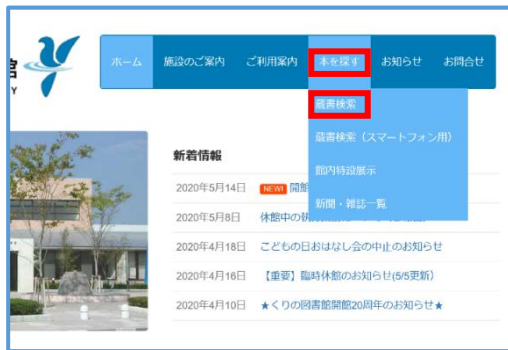 館
Y
ホーム 施設のご案内 ご利用案内 本を探す お知らせ お問合せ
蔵書検索
蔵書検索（スマートフォン用）
館内特設展示
新聞・雑誌一覧
新着情報
2020年5月14日 NEW! 開館
2020年5月8日 休館中の
2020年4月18日 こどもの日おはなし会の中止のお知らせ
2020年4月16日 【重要】臨時休館のお知らせ(5/5更新)
2020年4月10日 ★くりの図書館開館20周年のお知らせ★